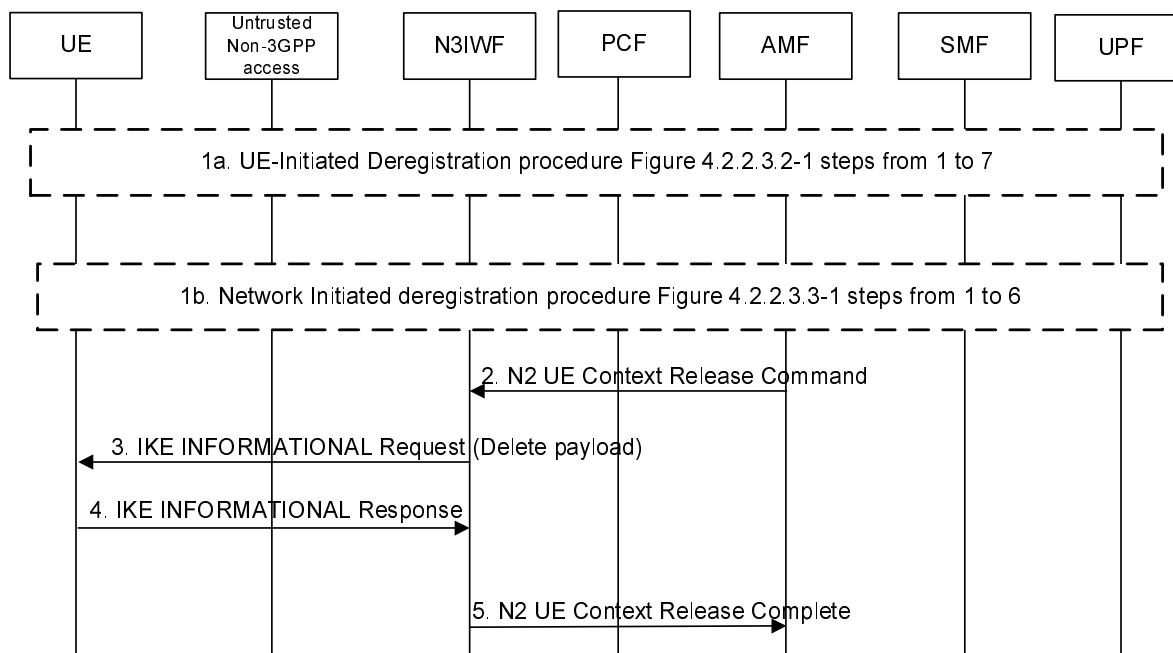 UE
Untrusted
Non-3GPP
access
N3IWF
PCF
AMF
SMF
UPF
1a. UE-Initiated Deregistration procedure Figure 4.2.2.3.2-1 steps from 1 to 7
1b. Network Initiated deregistration procedure Figure 4.2.2.3.3-1 steps from 1 to 6
2. N2 UE Context Release Command
3. IKE INFORMATIONAL Request (Delete payload)
4. IKE INFORMATIONAL Response
5. N2 UE Context Release Complete